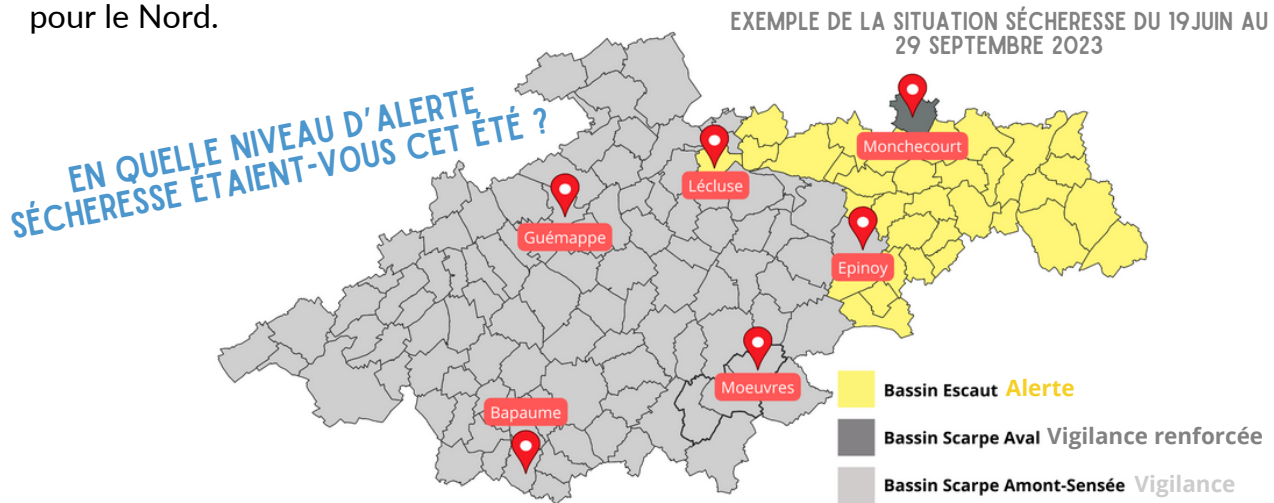 pour le Nord.
EXEMPLE DE LA SITUATION SÉCHERESSE DU 19JUIN AU
29 SEPTEMBRE 2023
EN QUELLE NIVEAU D'ALERTE
SÉCHERESSE ÉTAIENT-VOUS CET ÉTÉ ?
Monchecourt
Lécluse
Guémappe
Epinoy
Moeuvres
Bapaume
Bassin Escaut Alerte
Bassin Scarpe Aval Vigilance renforcée
Bassin Scarpe Amont-Sensée Vigilance